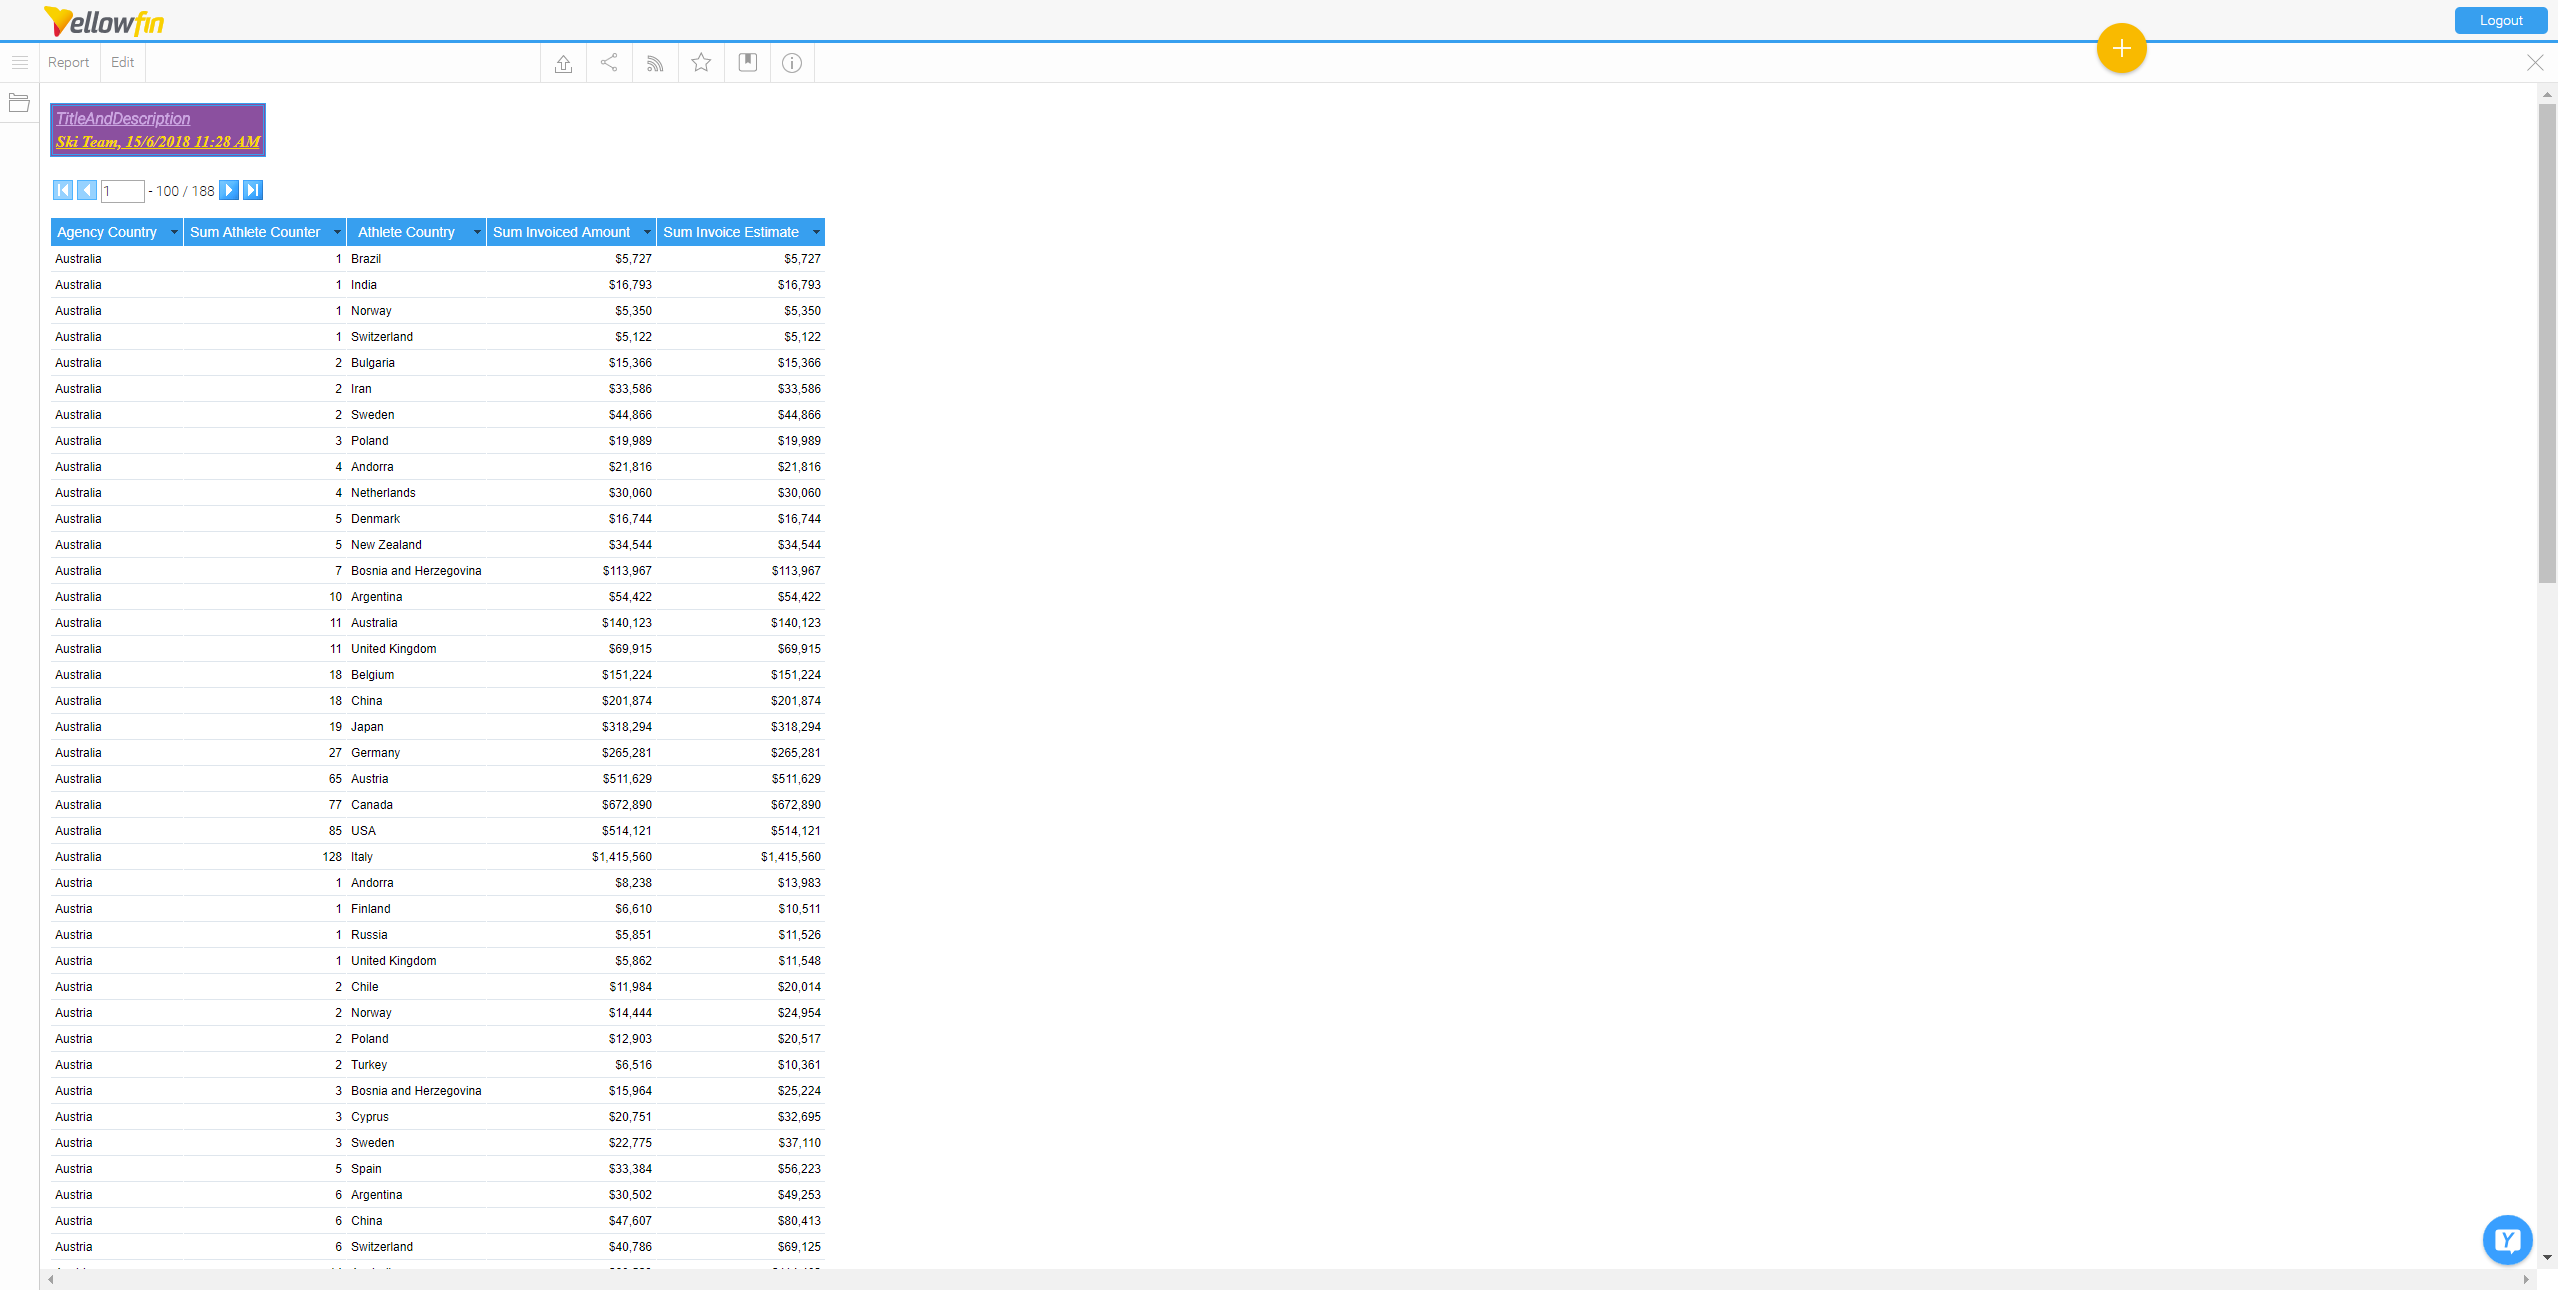 Yellowfin
Logout
Report Edit
TitleAndDescription
Ski Team, 15/6/2018 11:28 AM
1 - 100 / 188
Agency Country Sum Athlete Counter Athlete Country Sum Invoiced Amount Sum Invoice Estimate
Australia 1 Brazil $5,727 $5,727
Australia 1 India $16,793 $16,793
Australia 1 Norway $5,350 $5,350
Australia 1 Switzerland $5,122 $5,122
Australia 2 Bulgaria $15,366 $15,366
Australia 2 Iran $33,586 $33,586
Australia 2 Sweden $44,866 $44,866
Australia 3 Poland $19,989 $19,989
Australia 4 Andorra $21,816 $21,816
Australia 4 Netherlands $30,060 $30,060
Australia 5 Denmark $16,744 $16,744
Australia 5 New Zealand $34,544 $34,544
Australia 7 Bosnia and Herzegovina $113,967 $113,967
Australia 10 Argentina $54,422 $54,422
Australia 11 Australia $140,123 $140,123
Australia 11 United Kingdom $69,915 $69,915
Australia 18 Belgium $151,224 $151,224
Australia 18 China $201,874 $201,874
Australia 19 Japan $318,294 $318,294
Australia 27 Germany $265,281 $265,281
Australia 65 Austria $511,629 $511,629
Australia 77 Canada $672,890 $672,890
Australia 85 USA $514,121 $514,121
Australia 128 Italy $1,415,560 $1,415,560
Austria 1 Andorra $8,238 $13,983
Austria 1 Finland $6,610 $10,511
Austria 1 Russia $5,851 $11,526
Austria 1 United Kingdom $5,862 $11,548
Austria 2 Chile $11,984 $20,014
Austria 2 Norway $14,444 $24,954
Austria 2 Poland $12,903 $20,517
Austria 2 Turkey $6,516 $10,361
Austria 3 Bosnia and Herzegovina $15,964 $25,224
Austria 3 Cyprus $20,751 $32,695
Austria 3 Sweden $22,775 $37,110
Austria 5 Spain $33,384 $56,223
Austria 6 Argentina $30,502 $49,253
Austria 6 China $47,607 $80,413
Austria 6 Switzerland $40,786 $69,125
Y